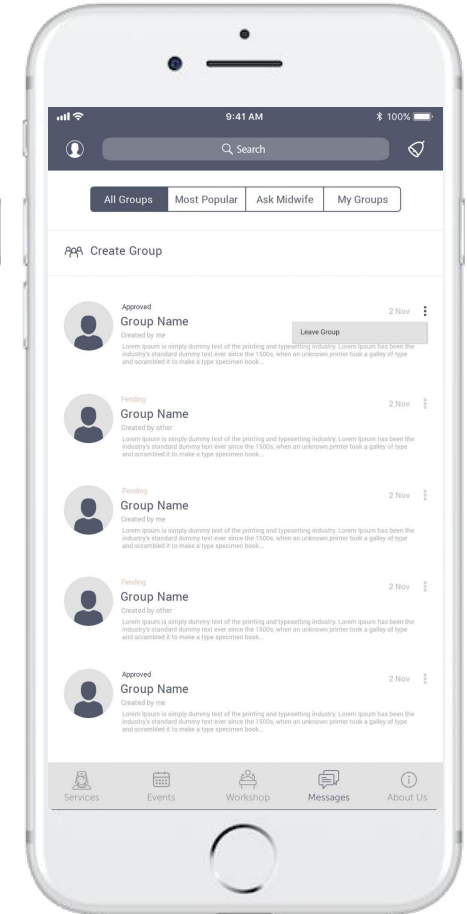 9:41 AM
100%
Search
All Groups
Most Popular
Ask Midwife
My Groups
Create Group
Approved
2 Nov
Group Name
Leave Group
Created by me
Lorem Ipsum is simply dummy text of the printing and typesetting industry. Lorem Ipsum has been the
industry's standard dummy text ever since the 1500s, when an unknown printer took a galley of type
and scrambled it to make a type specimen book...
Pending
2 Nov
Group Name
Created by other
Lorem Ipsum is simply dummy text of the printing and typesetting industry. Lorem Ipsum has been the
industry's standard dummy text ever since the 1500s, when an unknown printer took a galley of type
and scrambled it to make a type specimen book...
Pending
2 Nov
Group Name
Created by me
Lorem Ipsum is simply dummy text of the printing and typesetting industry. Lorem Ipsum has been the
industry's standard dummy text ever since the 1500s, when an unknown printer took a galley of type
and scrambled it to make a type specimen book...
Pending
2 Nov
Group Name
Created by other
Lorem Ipsum is simply dummy text of the printing and typesetting industry. Lorem Ipsum has been the
industry's standard dummy text ever since the 1500s, when an unknown printer took a galley of type
and scrambled it to make a type specimen book...
Approved
2 Nov
Group Name
Created by me
Lorem Ipsum is simply dummy text of the printing and typesetting industry. Lorem Ipsum has been the
industry's standard dummy text ever since the 1500s, when an unknown printer took a galley of type
and scrambled it to make a type specimen book...
Services
Events
Workshop
Messages
About Us